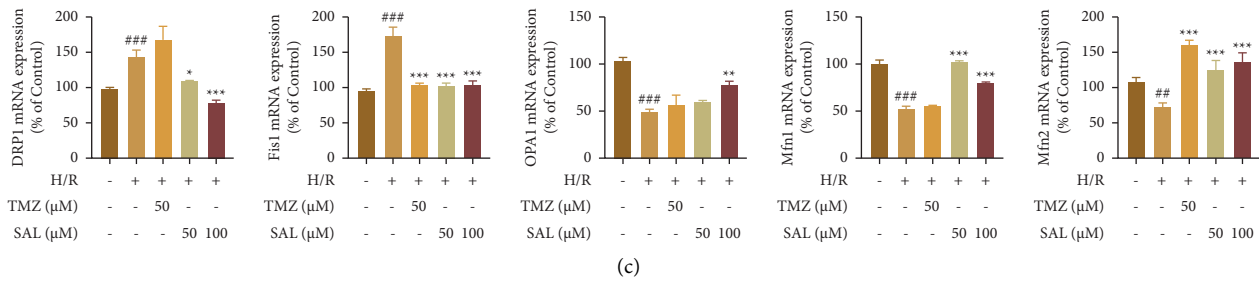 DRP1 mRNA expression
(% of Control)
200
150
100
50
0
###
*
***
H/R - + + + +
TMZ (µM) - - 50 - -
SAL (µM) - - - 50 100
Fis1 mRNA expression
(% of Control)
200
150
100
50
0
###
***
***
***
H/R - + + + +
TMZ (µM) - - 50 - -
SAL (µM) - - - 50 100
OPA1 mRNA expression
(% of Control)
150
100
50
0
###
**
H/R - + + + +
TMZ (µM) - - 50 - -
SAL (µM) - - - 50 100
Mfn1 mRNA expression
(% of Control)
150
100
50
0
###
***
***
H/R - + + + +
TMZ (µM) - - 50 - -
SAL (µM) - - - 50 100
Mfn2 mRNA expression
(% of Control)
200
150
100
50
0
##
***
***
***
H/R - + + + +
TMZ (µM) - - 50 - -
SAL (µM) - - - 50 100
(c)